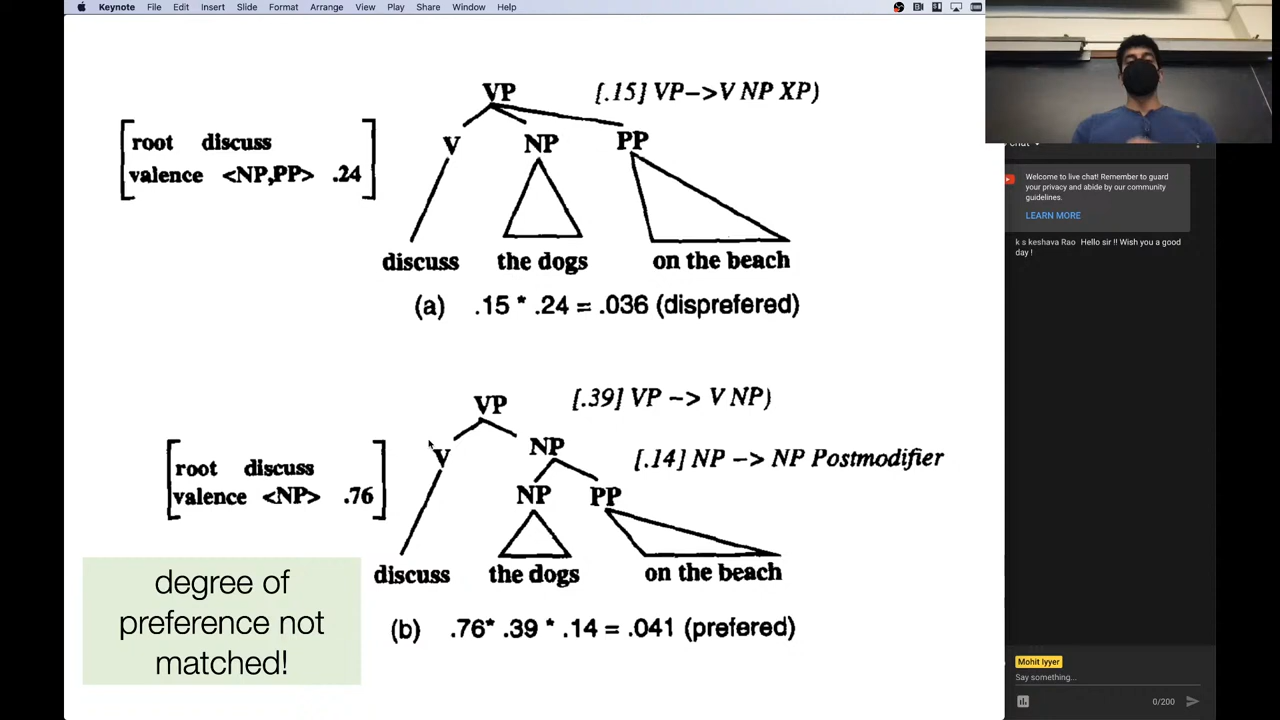 Keynote File Edit Insert Slide Format Arrange View Play Share Window Help
VP [.15] VP–>V NP XP)
V NP PP
root discuss
valence <NP,PP> .24
discuss the dogs on the beach
(a) .15 * .24 = .036 (dispreferred)
VP [.39] VP –> V NP)
V NP [.14] NP –> NP Postmodifier
NP PP
root discuss
valence <NP> .76
discuss the dogs on the beach
(b) .76* .39 * .14 = .041 (prefered)
degree of
preference not
matched!
Welcome to live chat! Remember to guard
your privacy and abide by our community
guidelines.
LEARN MORE
k s keshava Rao Hello sir !! Wish you a good
day !
Mohit Iyyer
Say something...
0/200